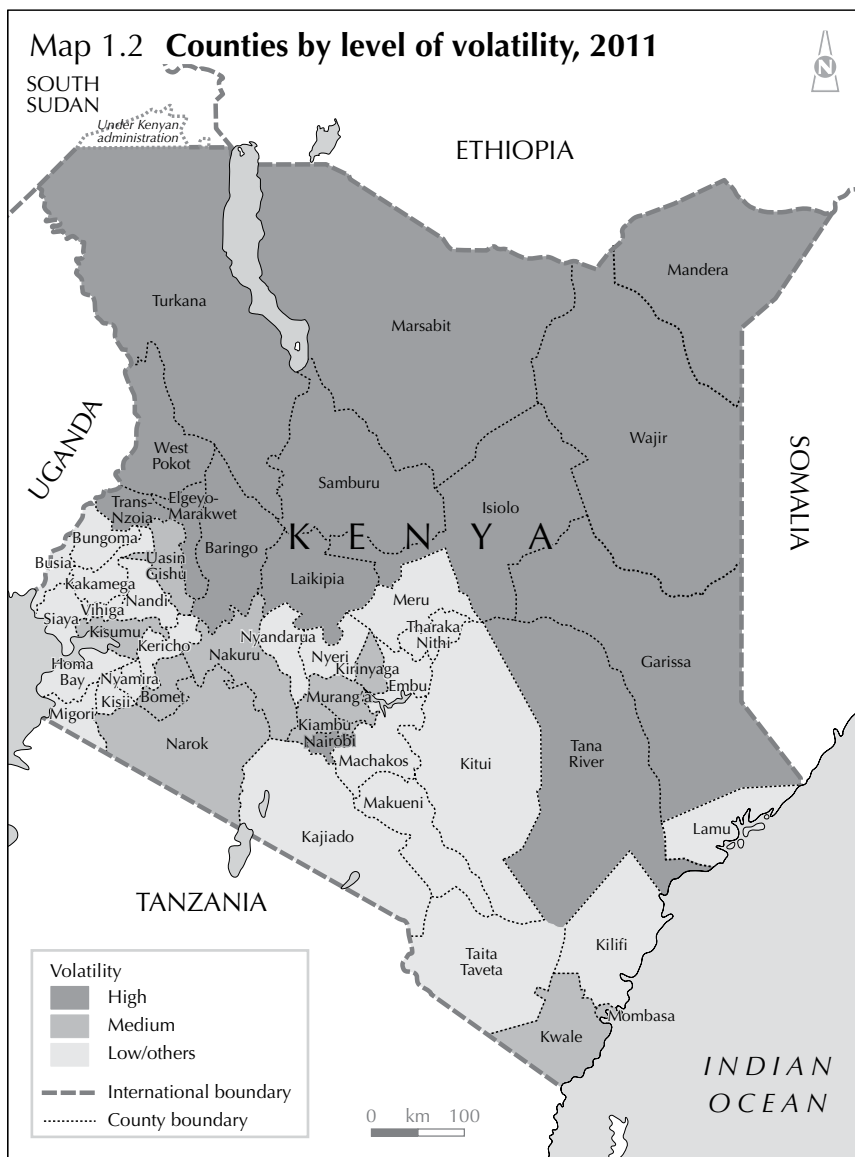 Map 1.2 Counties by level of volatility, 2011
SOUTH
SUDAN
N
Under Kenyan
administration
ETHIOPIA
Mandera
Turkana
Marsabit
UGANDA
Wajir
SOMALIA
West
Pokot
Samburu
Isiolo
Trans-
Nzoia
Elgeyo-
Marakwet
KENYA
Bungoma
Baringo
Uasin
Gishu
Busia
Laikipia
Kakamega
Nandi
Meru
Vihiga
Siaya
Kisumu
Tharaka
Nithi
Nyandarua
Kericho
Nakuru
Nyeri
Garissa
Homa
Bay
Kirinyaga
Nyamira
Embu
Kisii
Bomet
Murang'a
Migori
Kiambu
Nairobi
Narok
Tana
River
Machakos
Kitui
Makueni
Lamu
Kajiado
TANZANIA
Kilifi
Taita
Taveta
Mombasa
Kwale
Volatility
High
Medium
Low/others
International boundary
County boundary
0 km 100
INDIAN
OCEAN